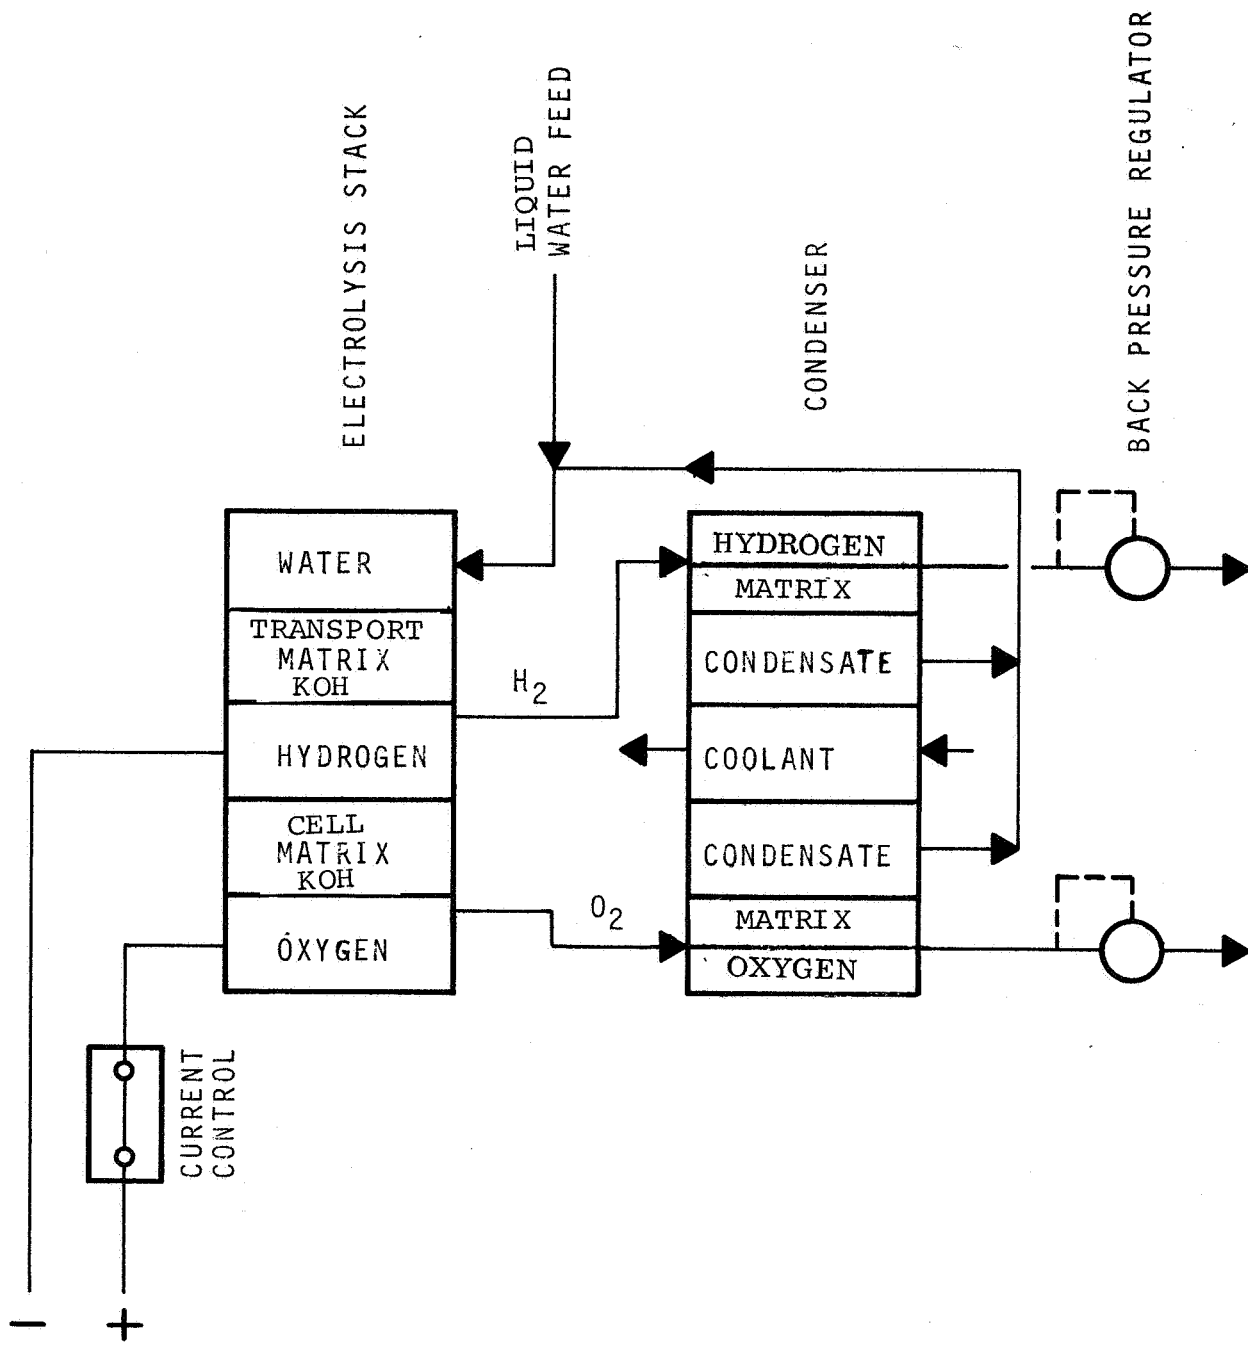 ELECTROLYSIS STACK
LIQUID
WATER FEED
CONDENSER
BACK PRESSURE REGULATOR
WATER
TRANSPORT
MATRIX
KOH
HYDROGEN
CELL
MATRIX
KOH
OXYGEN
H2
O2
HYDROGEN
MATRIX
CONDENSATE
COOLANT
CONDENSATE
MATRIX
OXYGEN
CURRENT
CONTROL
−
+